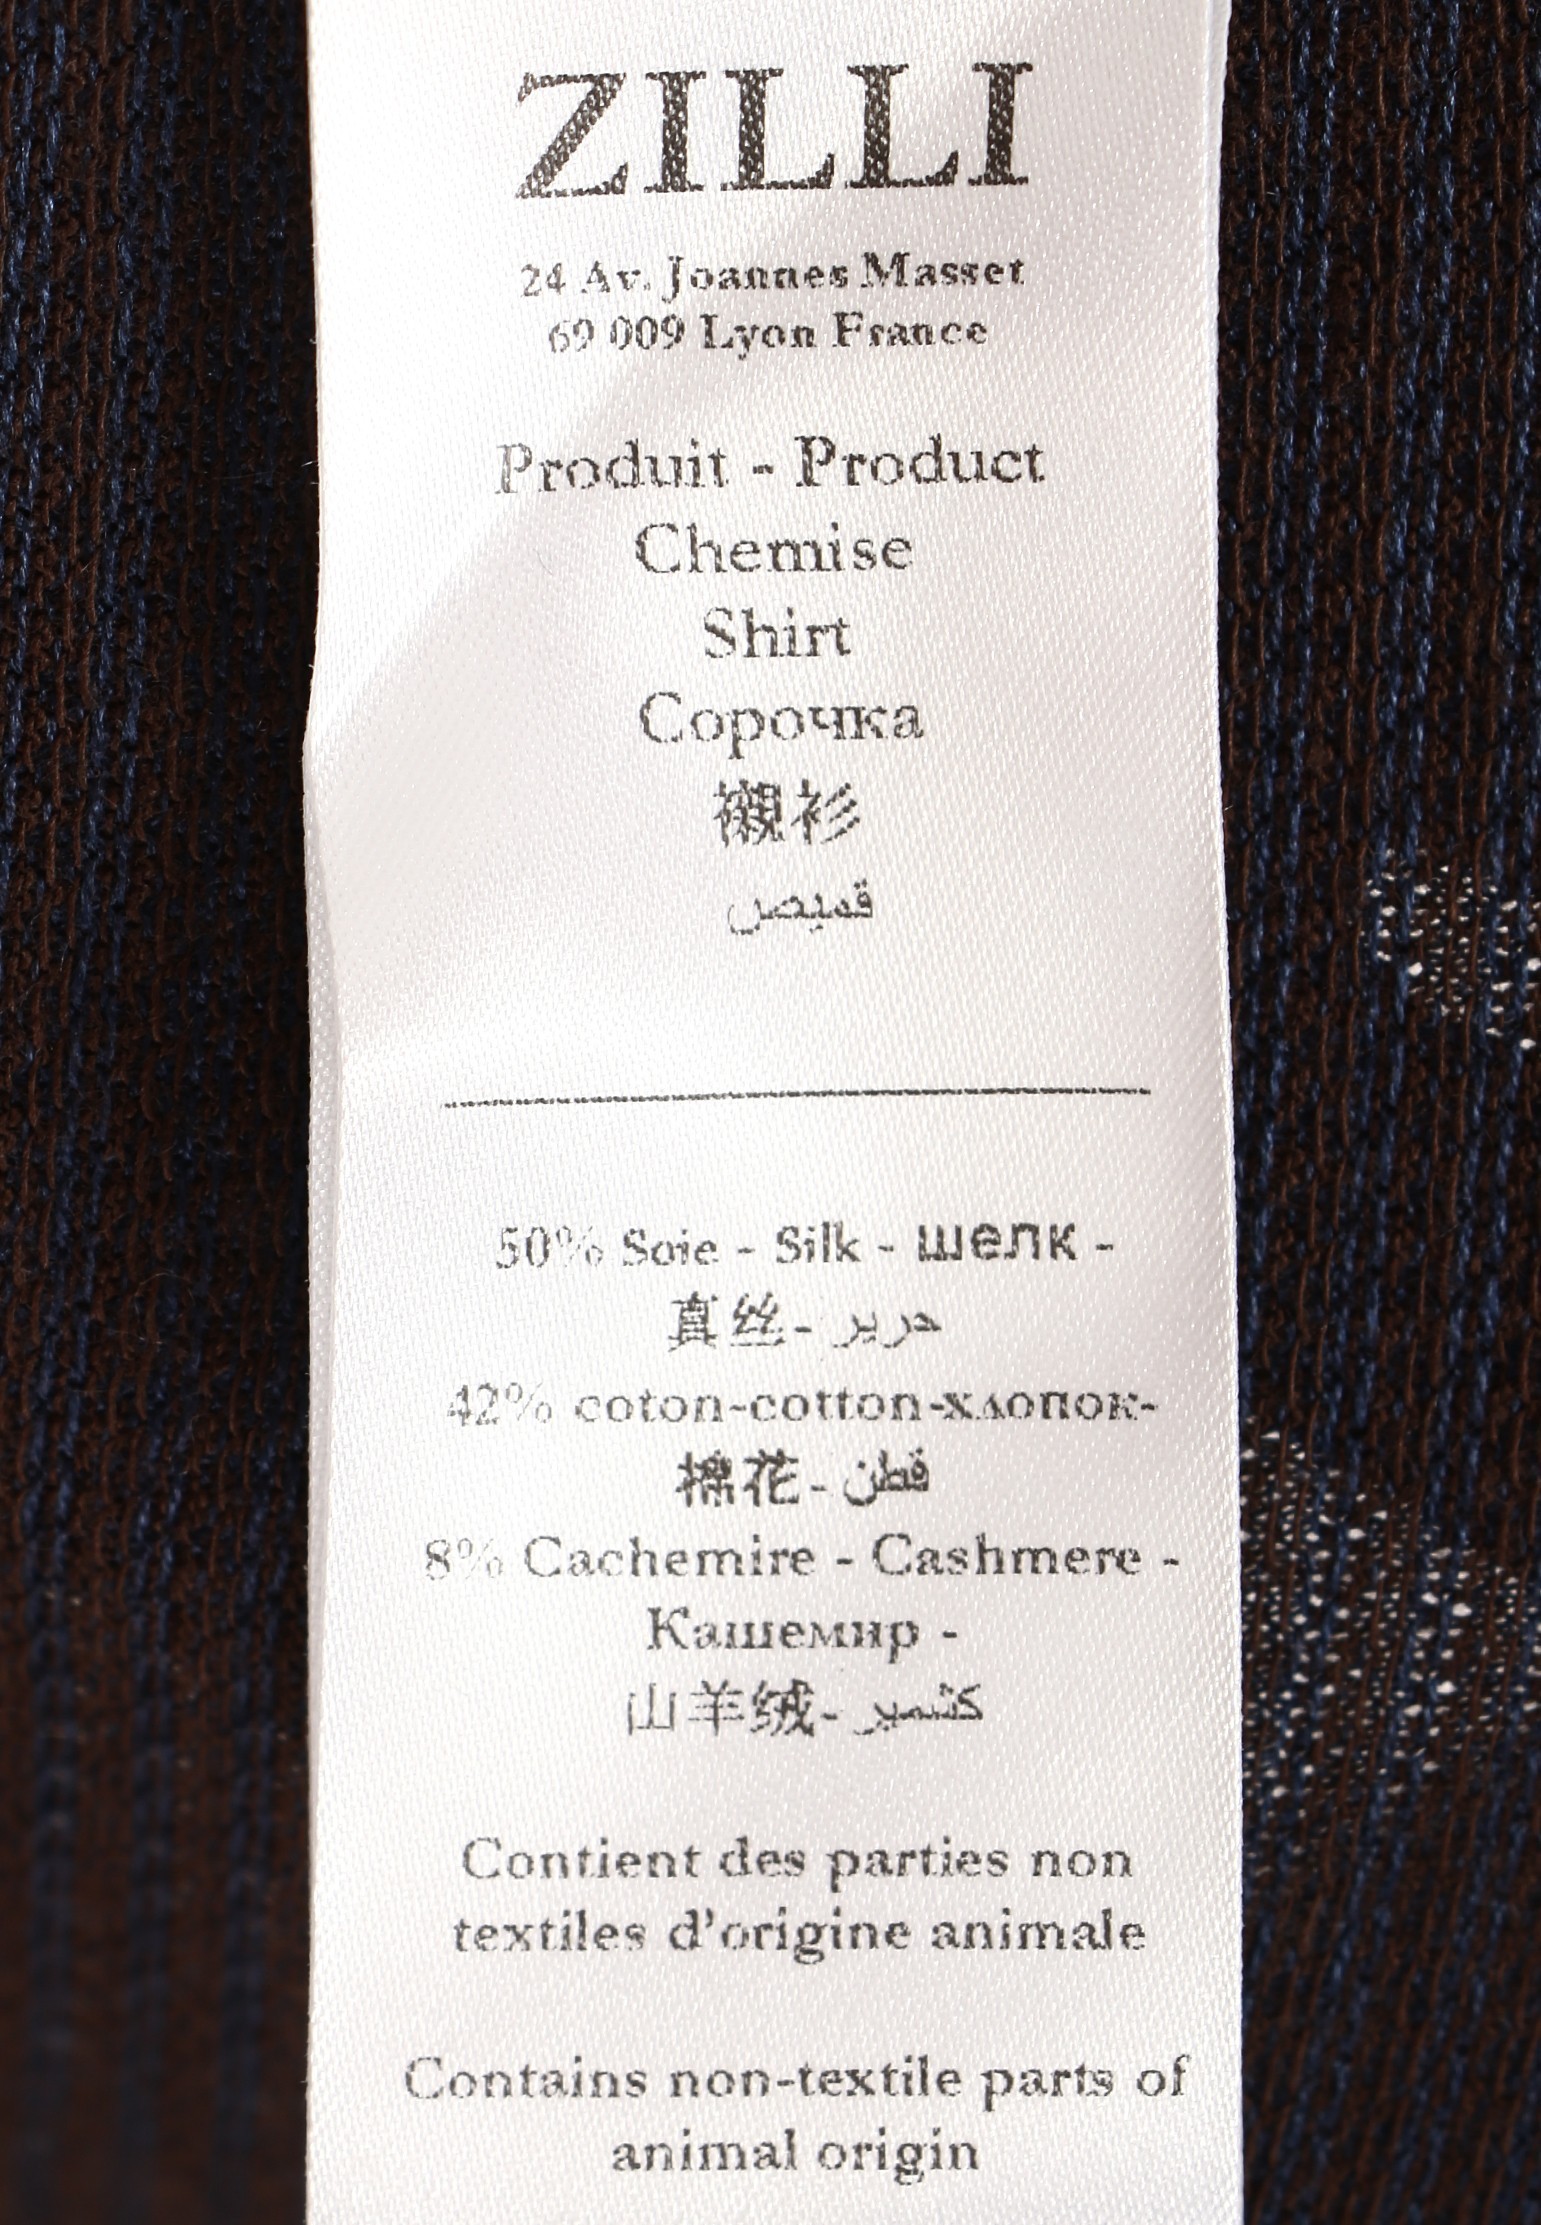 ZILLI
24 Av. Joannes Masset
69 009 Lyon France
Produit - Product
Chemise
Shirt
Сорочка
襯衫
قميص
50% Soie - Silk - шелк -
真丝- حرير
42% coton-cotton-хлопок-
棉花- قطن
8% Cachemire - Cashmere -
Кашемир -
山羊绒- كشمير
Contient des parties non
textiles d'origine animale
Contains non-textile parts of
animal origin